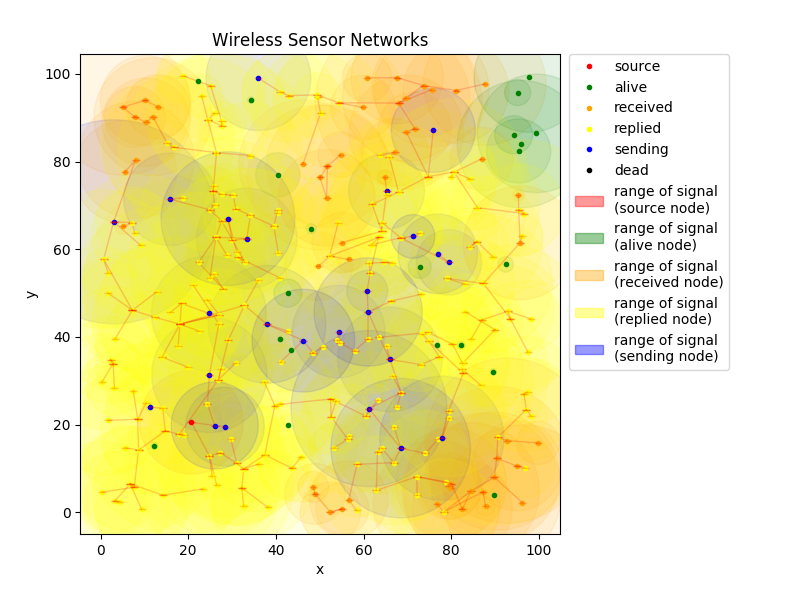 Wireless Sensor Networks
100
80
60
40
20
0
y
0 20 40 60 80 100
x
source
alive
received
replied
sending
dead
range of signal
(source node)
range of signal
(alive node)
range of signal
(received node)
range of signal
(replied node)
range of signal
(sending node)